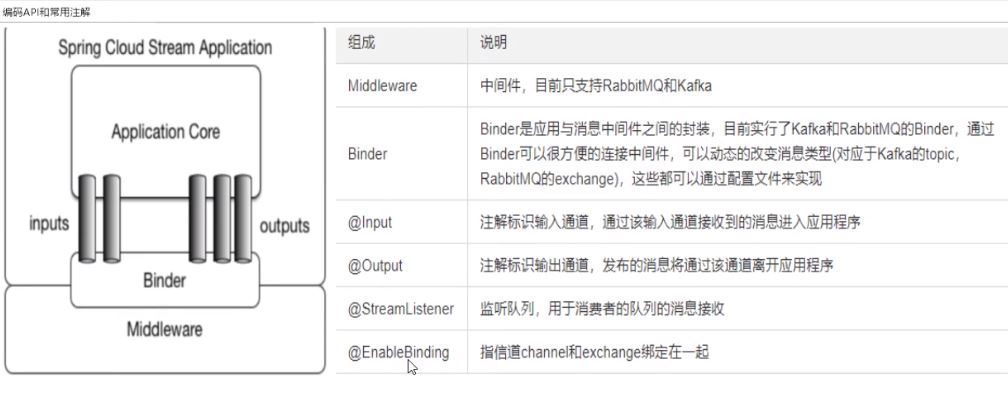 编码API和常用注解
Spring Cloud Stream Application
Application Core
inputs
outputs
Binder
Middleware
组成 说明
Middleware 中间件，目前只支持RabbitMQ和Kafka
Binder Binder是应用与消息中间件之间的封装，目前实行了Kafka和RabbitMQ的Binder，通过
Binder可以很方便的连接中间件，可以动态的改变消息类型(对应于Kafka的topic，
RabbitMQ的exchange)，这些都可以通过配置文件来实现
@Input 注解标识输入通道，通过该输入通道接收到的消息进入应用程序
@Output 注解标识输出通道，发布的消息将通过该通道离开应用程序
@StreamListener 监听队列，用于消费者的队列的消息接收
@EnableBinding 指信道channel和exchange绑定在一起